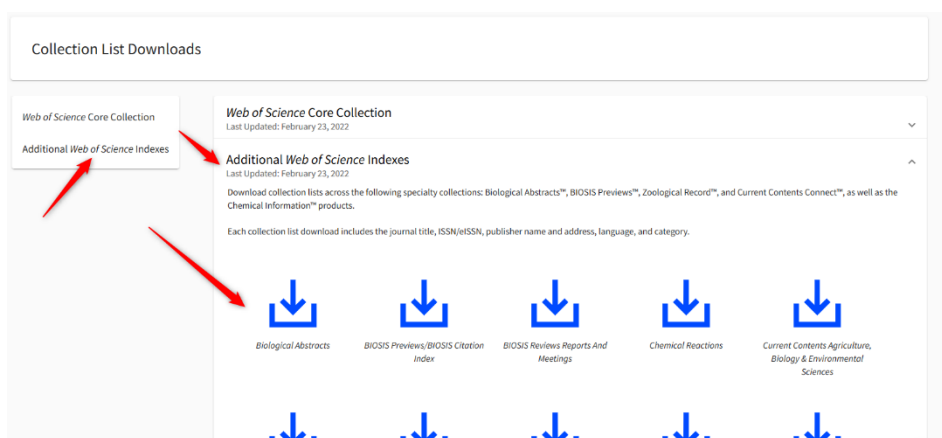 Collection List Downloads
Web of Science Core Collection
Additional Web of Science Indexes
Web of Science Core Collection
Last Updated: February 23, 2022
Additional Web of Science Indexes
Last Updated: February 23, 2022
Download collection lists across the following specialty collections: Biological Abstracts™, BIOSIS Previews™, Zoological Record™, and Current Contents Connect™, as well as the
Chemical Information™ products.
Each collection list download includes the journal title, ISSN/eISSN, publisher name and address, language, and category.
Biological Abstracts
BIOSIS Previews/BIOSIS Citation
Index
BIOSIS Reviews Reports And
Meetings
Chemical Reactions
Current Contents Agriculture,
Biology & Environmental
Sciences